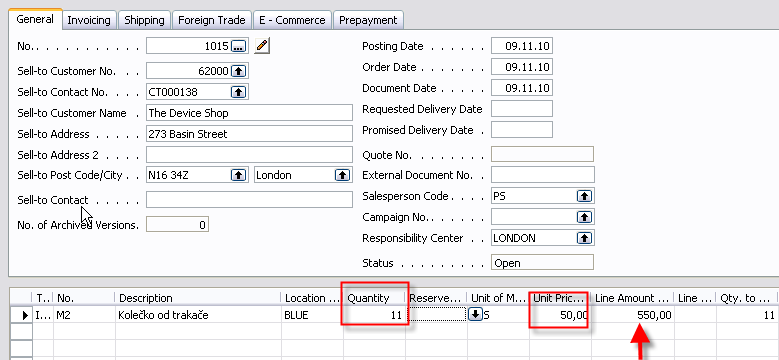 General Invoicing Shipping Foreign Trade E - Commerce Prepayment
No. . . . . . . . . . . . 1015 ... Posting Date . . . . . . 09.11.10
Sell-to Customer No. . . . 62000 Order Date . . . . . . . 09.11.10
Sell-to Contact No. . . . CT000138 Document Date . . . . . 09.11.10
Sell-to Customer Name . The Device Shop Requested Delivery Date
Sell-to Address . . . . . 273 Basin Street Promised Delivery Date .
Sell-to Address 2 . . . . Quote No. . . . . . . . .
Sell-to Post Code/City . . N16 34Z London External Document No. . .
Sell-to Contact . . . . . Salesperson Code . . . . PS
No. of Archived Versions. 0 Campaign No. . . . . . .
Responsibility Center . . LONDON
Status . . . . . . . . . Open
T... No. Description Location ... Quantity Reserve... Unit of M... Unit Pric... Line Amount ... Line ... Qty. to ...
I... M2 Kolečko od trakače BLUE 11 S 50,00 550,00 11